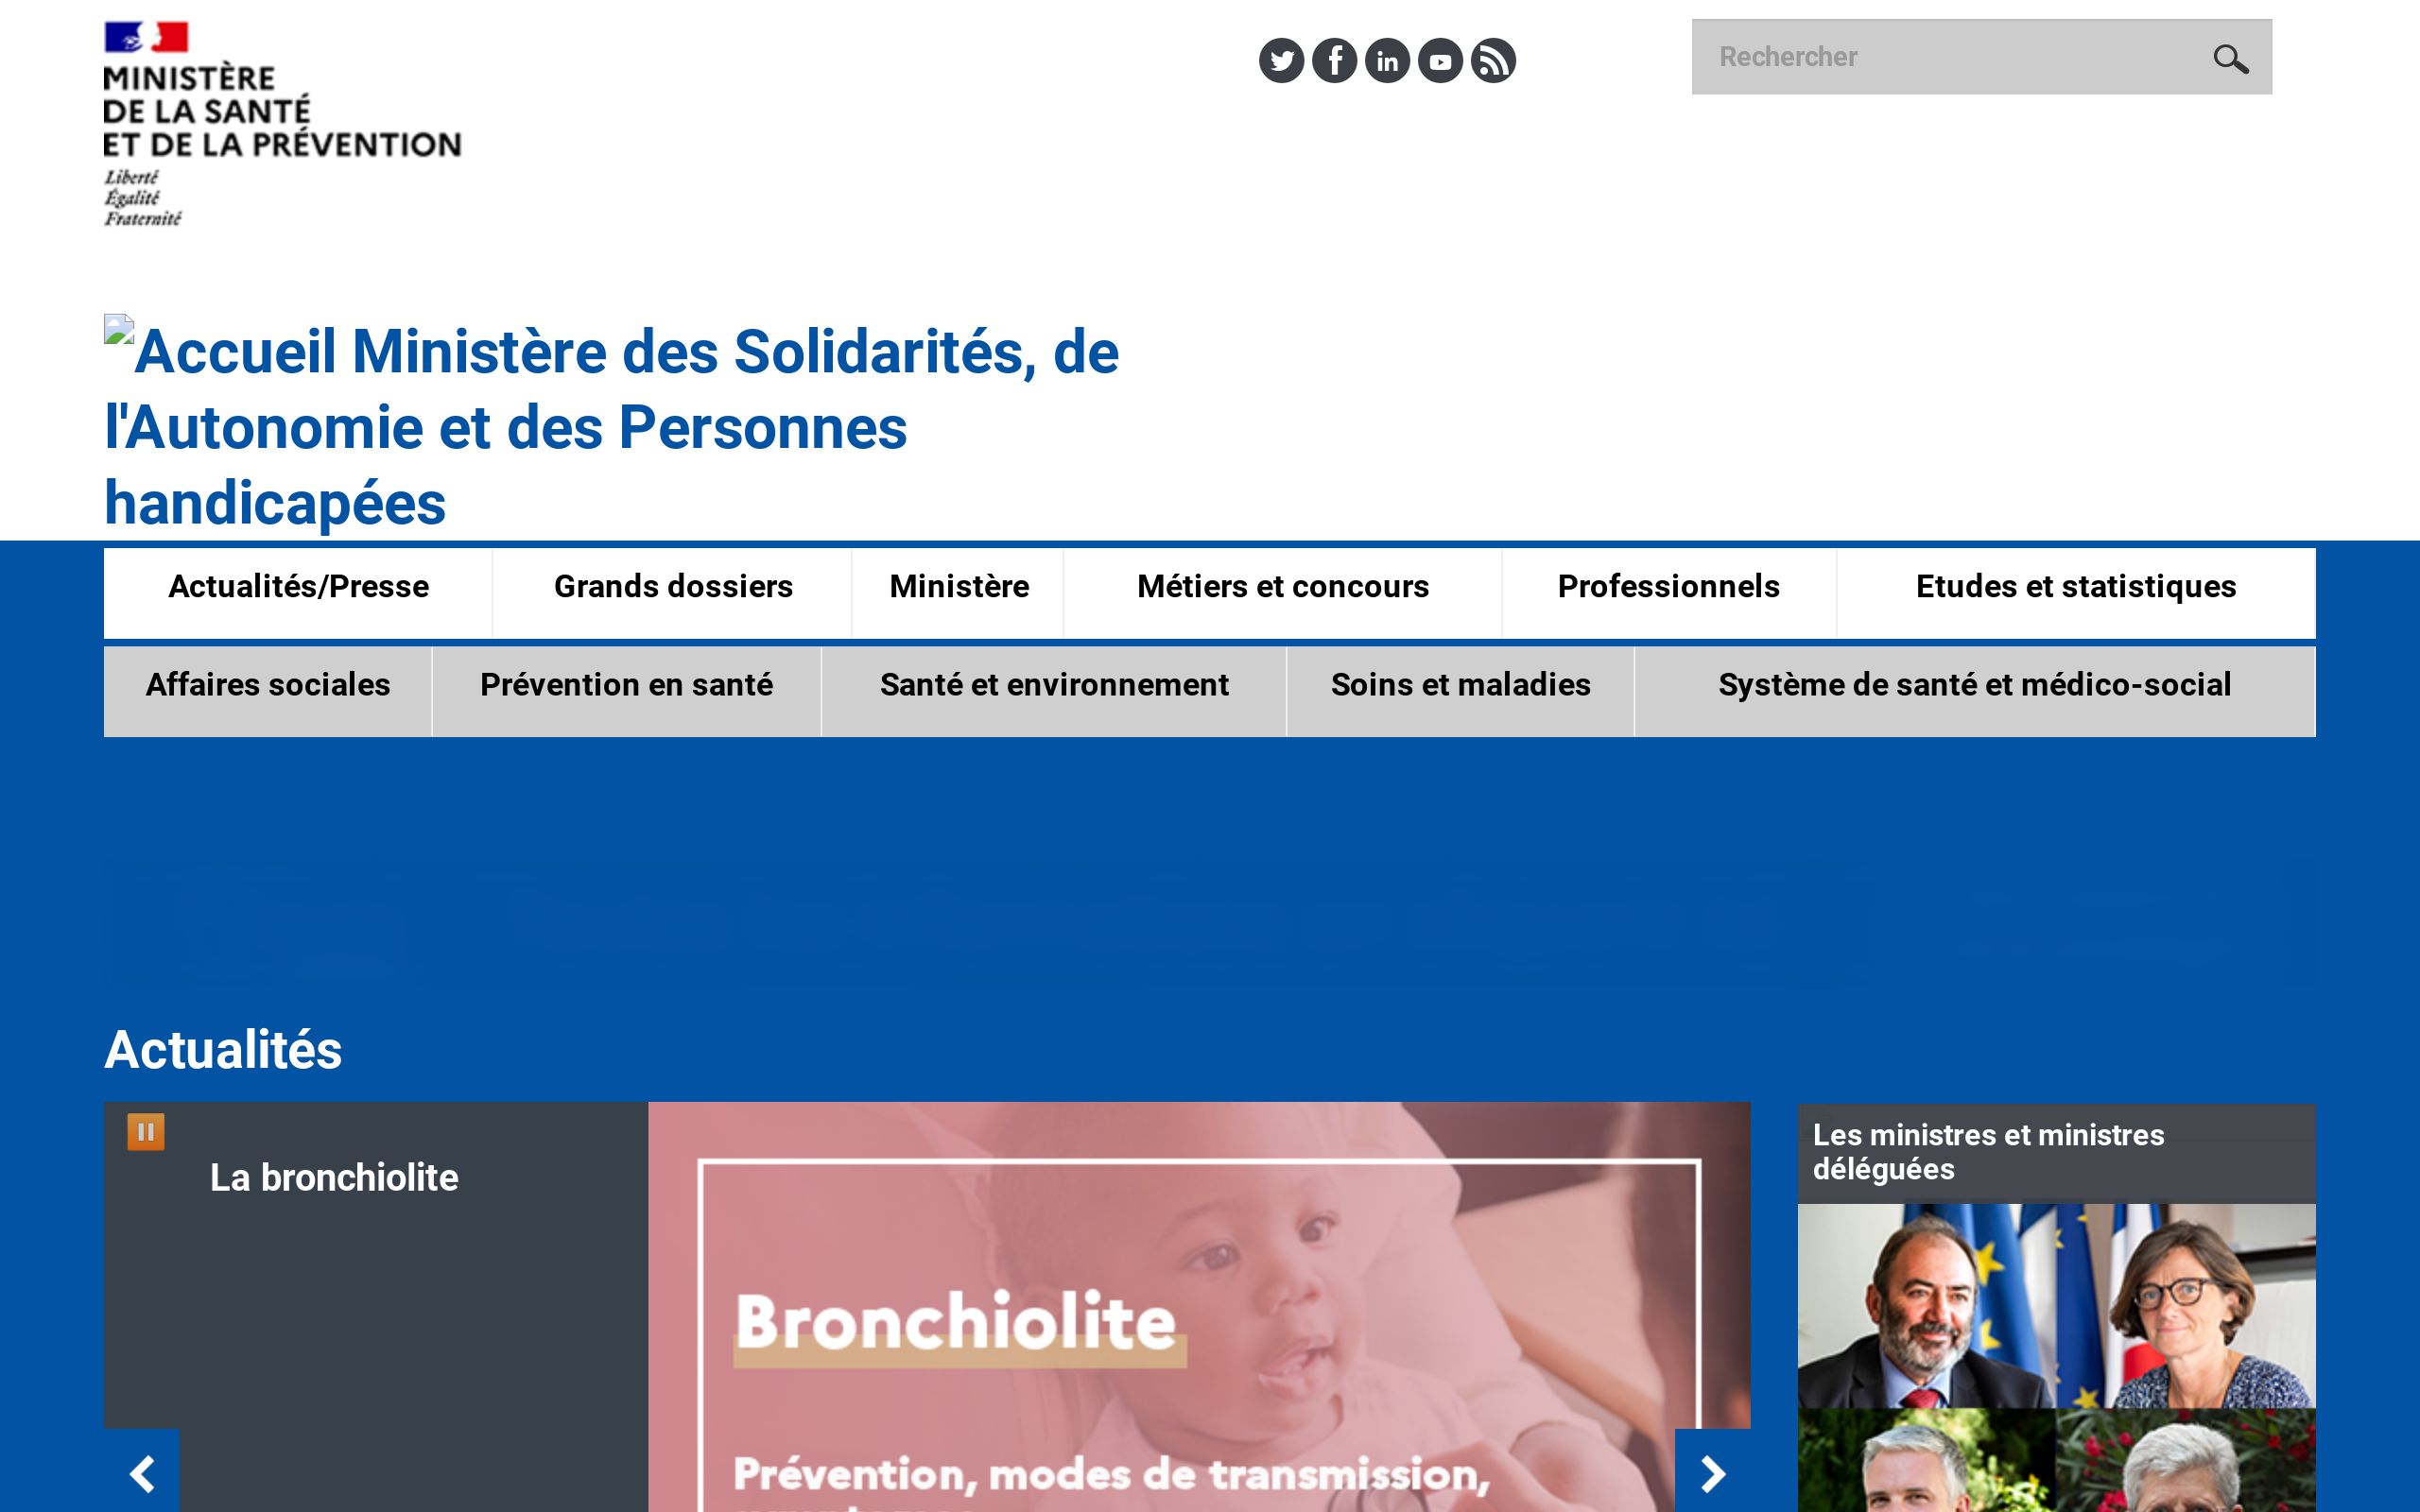 MINISTÈRE
DE LA SANTÉ
ET DE LA PRÉVENTION
Liberté
Égalité
Fraternité
Rechercher
Accueil Ministère des Solidarités, de
l'Autonomie et des Personnes
handicapées
Actualités/Presse
Grands dossiers
Ministère
Métiers et concours
Professionnels
Etudes et statistiques
Affaires sociales
Prévention en santé
Santé et environnement
Soins et maladies
Système de santé et médico-social
Actualités
La bronchiolite
Bronchiolite
Prévention, modes de transmission,
Les ministres et ministres
déléguées